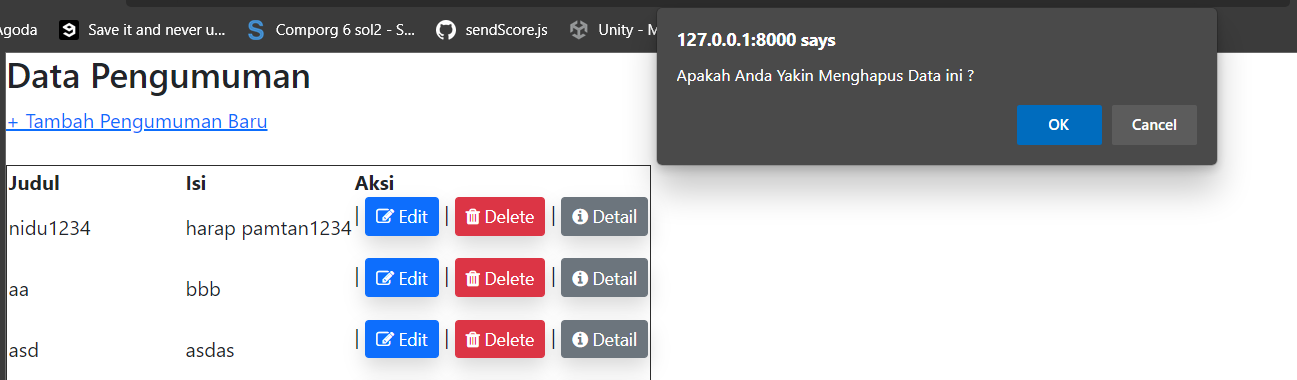 Agoda Save it and never u... Comporg 6 sol2 - S... sendScore.js Unity - M
127.0.0.1:8000 says
Apakah Anda Yakin Menghapus Data ini ?
OK Cancel
Data Pengumuman
+ Tambah Pengumuman Baru
Judul Isi Aksi
nidu1234 harap pamtan1234 | Edit | Delete | Detail
aa bbb | Edit | Delete | Detail
asd asdas | Edit | Delete | Detail